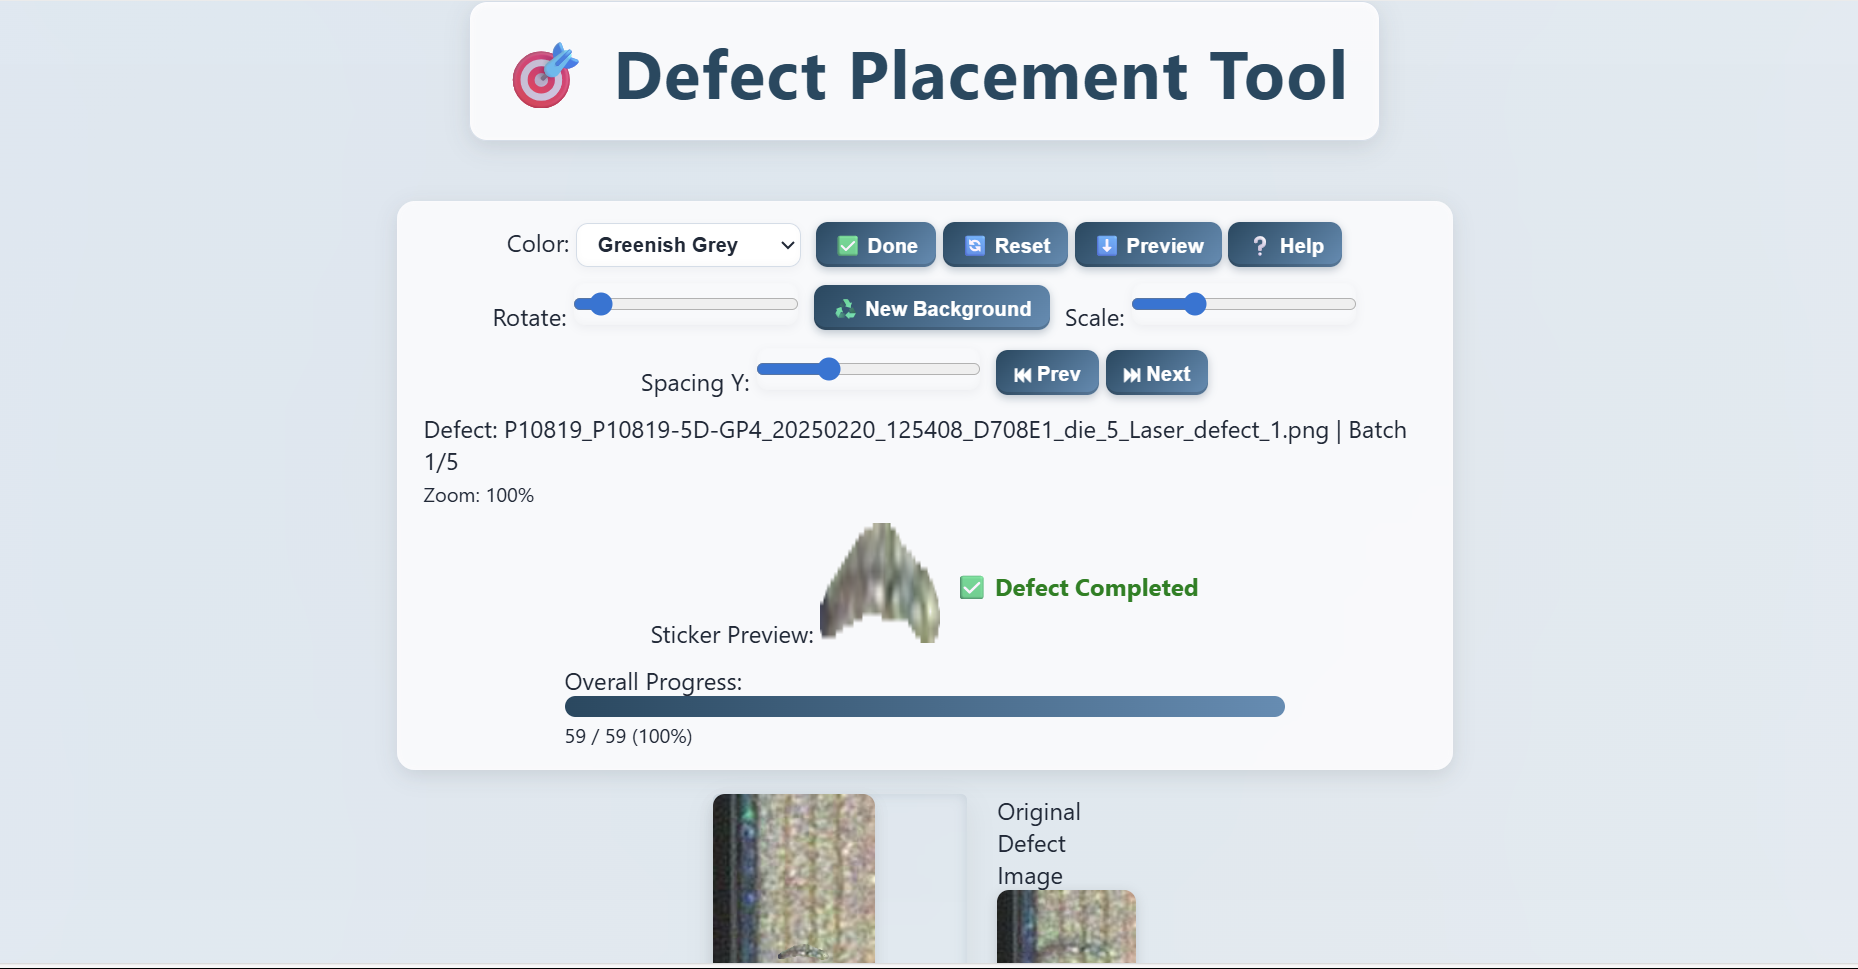 Defect Placement Tool
Color: Greenish Grey Done Reset Preview Help
Rotate: New Background Scale:
Spacing Y: Prev Next
Defect: P10819_P10819-5D-GP4_20250220_125408_D708E1_die_5_Laser_defect_1.png | Batch
1/5
Zoom: 100%
Defect Completed
Sticker Preview:
Overall Progress:
59 / 59 (100%)
Original
Defect
Image